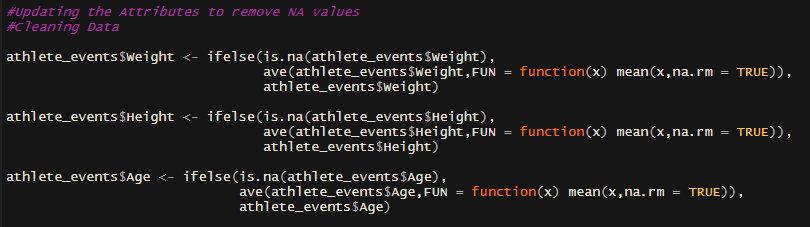 #Updating the Attributes to remove NA values
#Cleaning Data
athlete_events$Weight <- ifelse(is.na(athlete_events$Weight),
ave(athlete_events$Weight,FUN = function(x) mean(x,na.rm = TRUE)),
athlete_events$Weight)
athlete_events$Height <- ifelse(is.na(athlete_events$Height),
ave(athlete_events$Height,FUN = function(x) mean(x,na.rm = TRUE)),
athlete_events$Height)
athlete_events$Age <- ifelse(is.na(athlete_events$Age),
ave(athlete_events$Age,FUN = function(x) mean(x,na.rm = TRUE)),
athlete_events$Age)